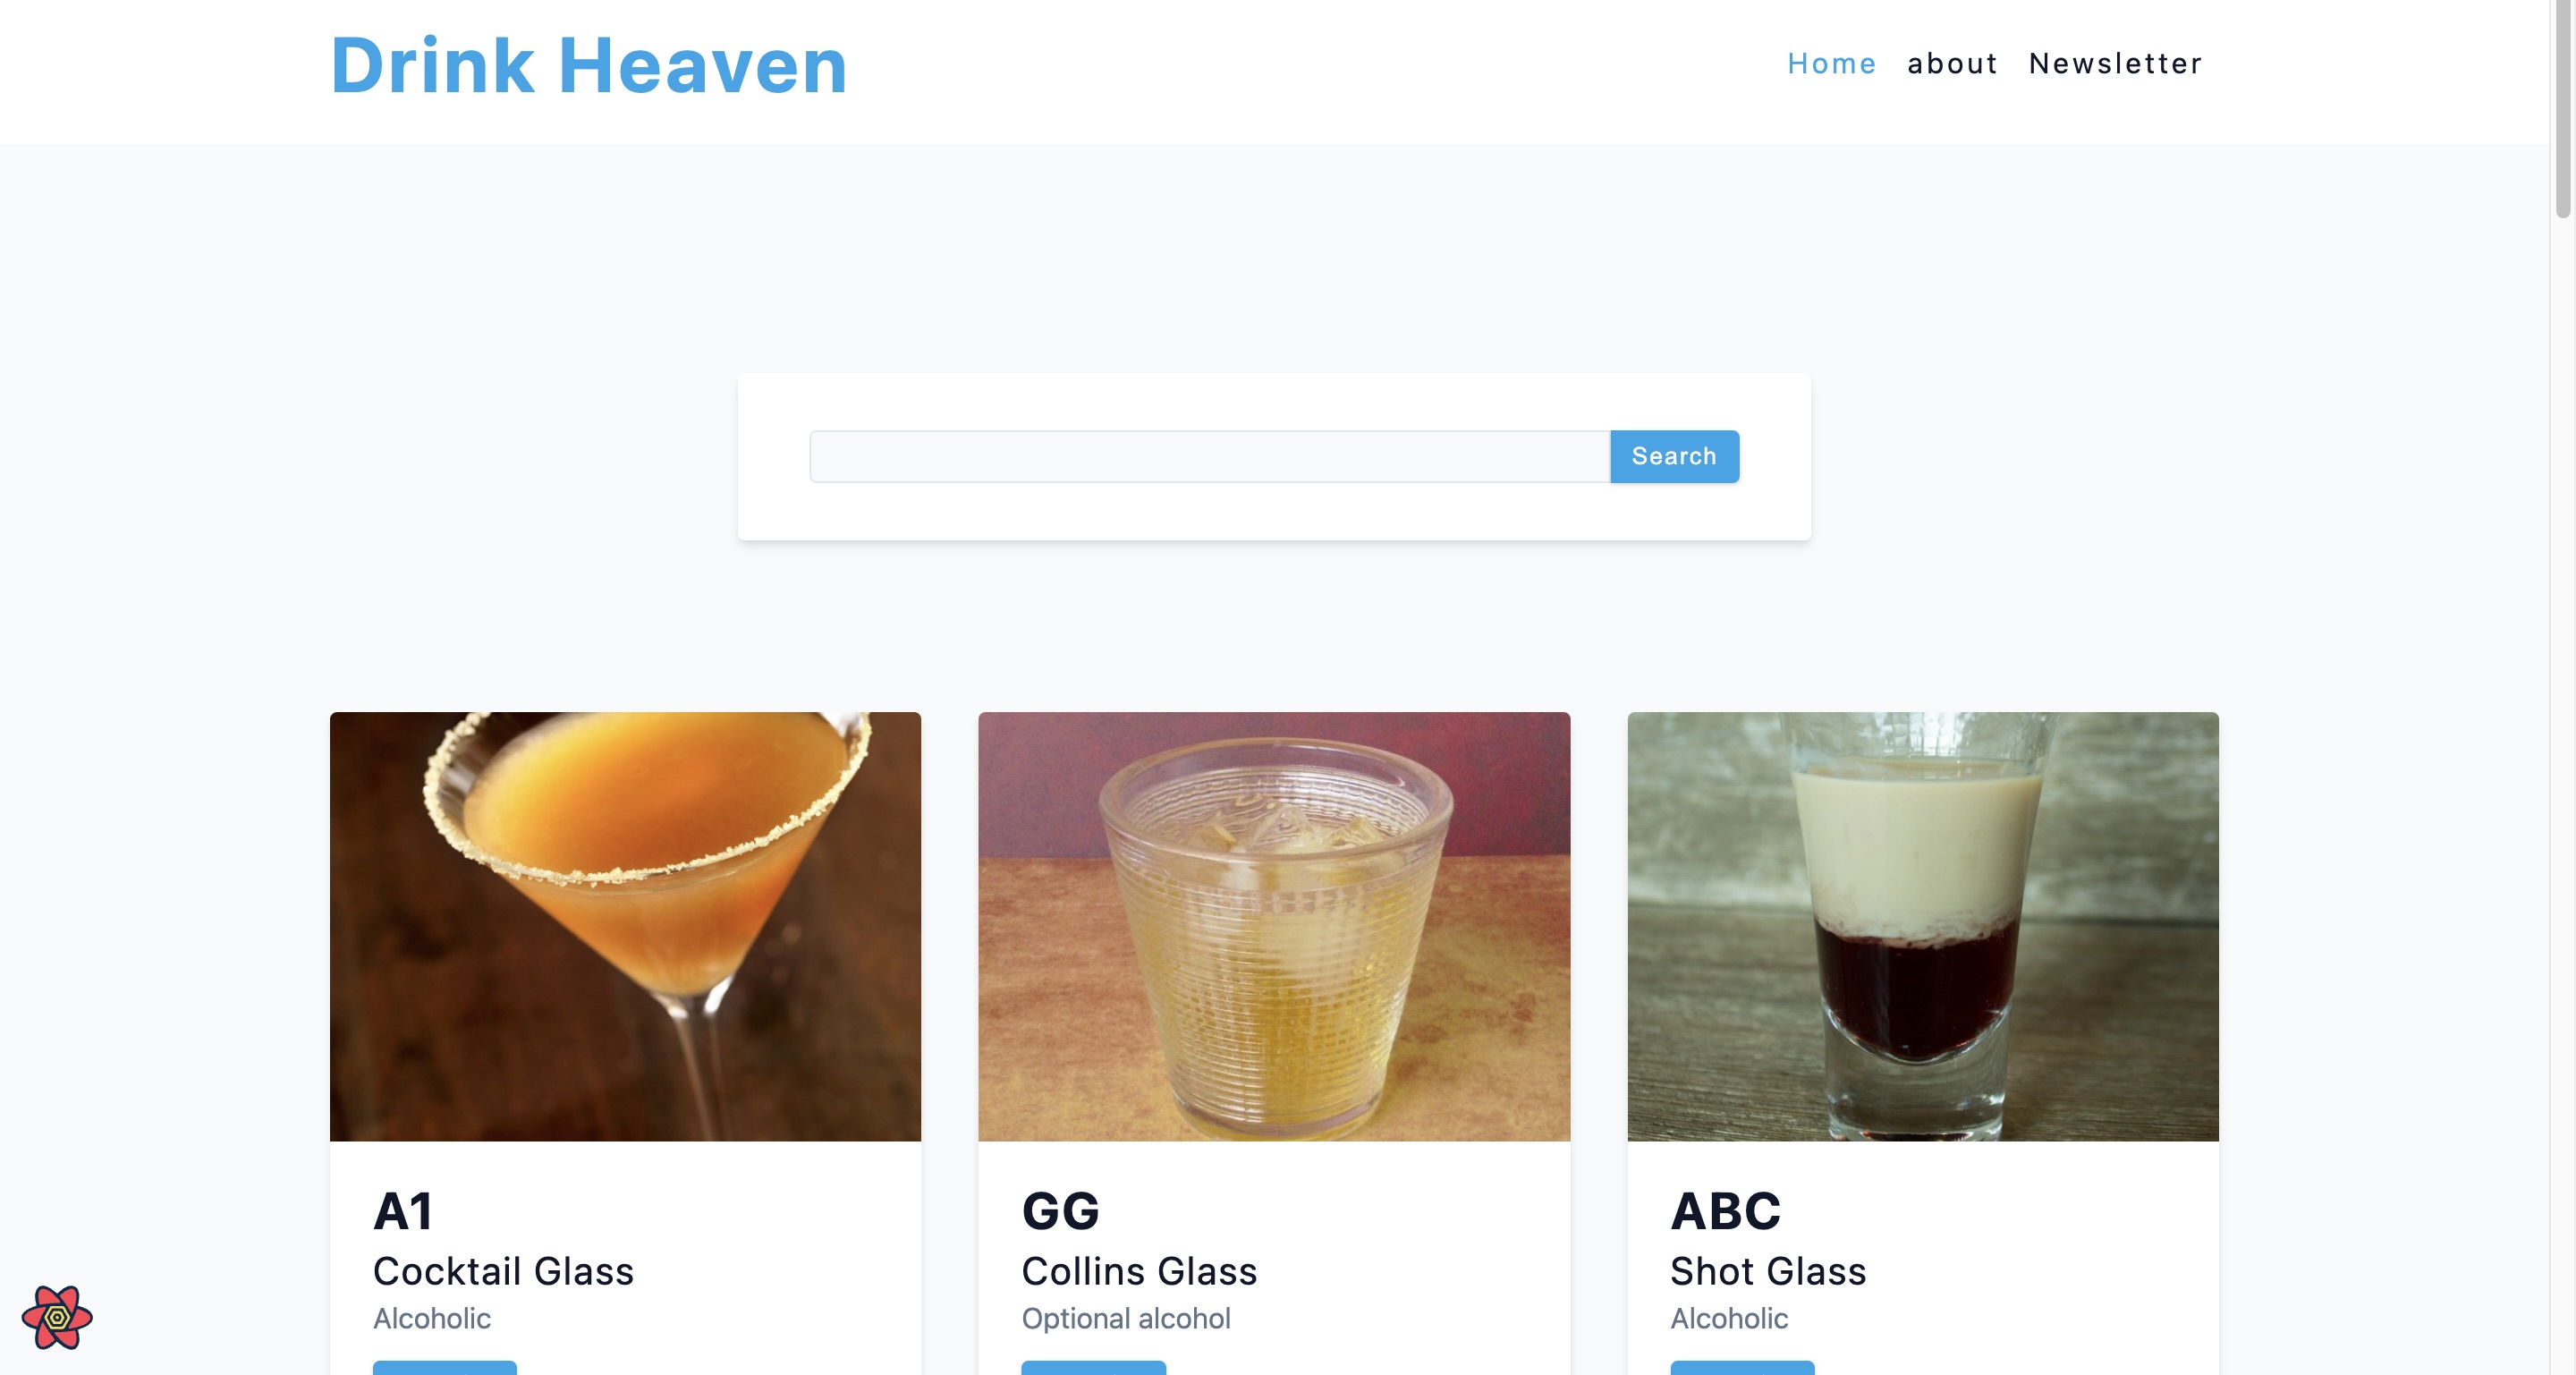 Drink Heaven
Home about Newsletter
Search
A1
Cocktail Glass
Alcoholic
GG
Collins Glass
Optional alcohol
ABC
Shot Glass
Alcoholic